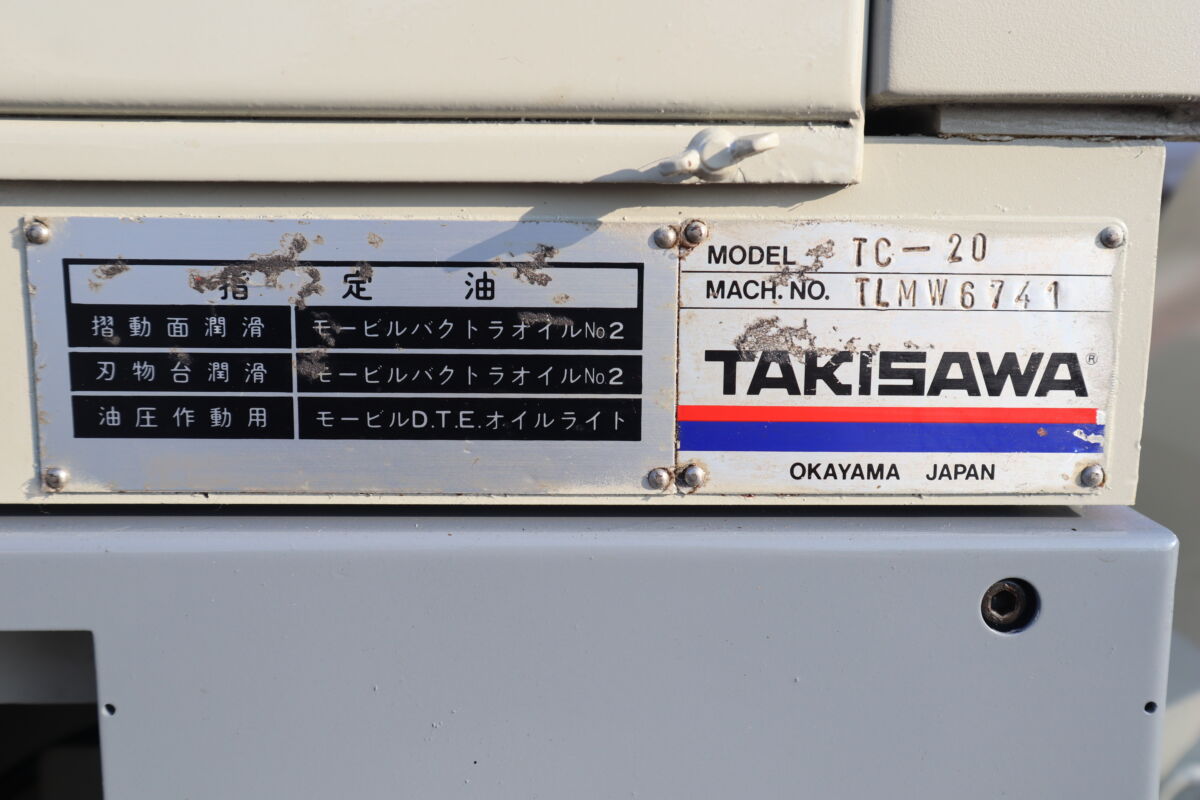 指定油
摺動面潤滑 モービルバクトラオイルNo2
刃物台潤滑 モービルバクトラオイルNo.2
油圧作動用 モービルD.T.E.オイルライト
MODEL TC-20
MACH. NO. TLMW6741
TAKISAWA®
OKAYAMA JAPAN